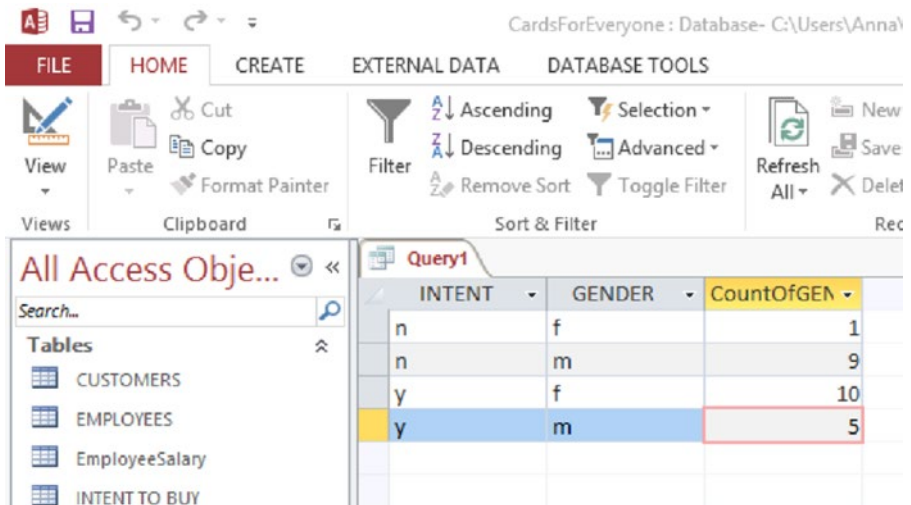 CardsForEveryone : Database- C:\Users\Anna\
FILE HOME CREATE EXTERNAL DATA DATABASE TOOLS
View
Paste
Cut
Copy
Format Painter
Filter
Ascending
Descending
Remove Sort
Selection
Advanced
Toggle Filter
Refresh
All
New
Save
Delet
Views Clipboard Sort & Filter Rec
All Access Obje...
Search...
Tables
CUSTOMERS
EMPLOYEES
EmployeeSalary
INTENT TO BUY
Query1
INTENT GENDER CountOfGEN
n f 1
n m 9
y f 10
y m 5